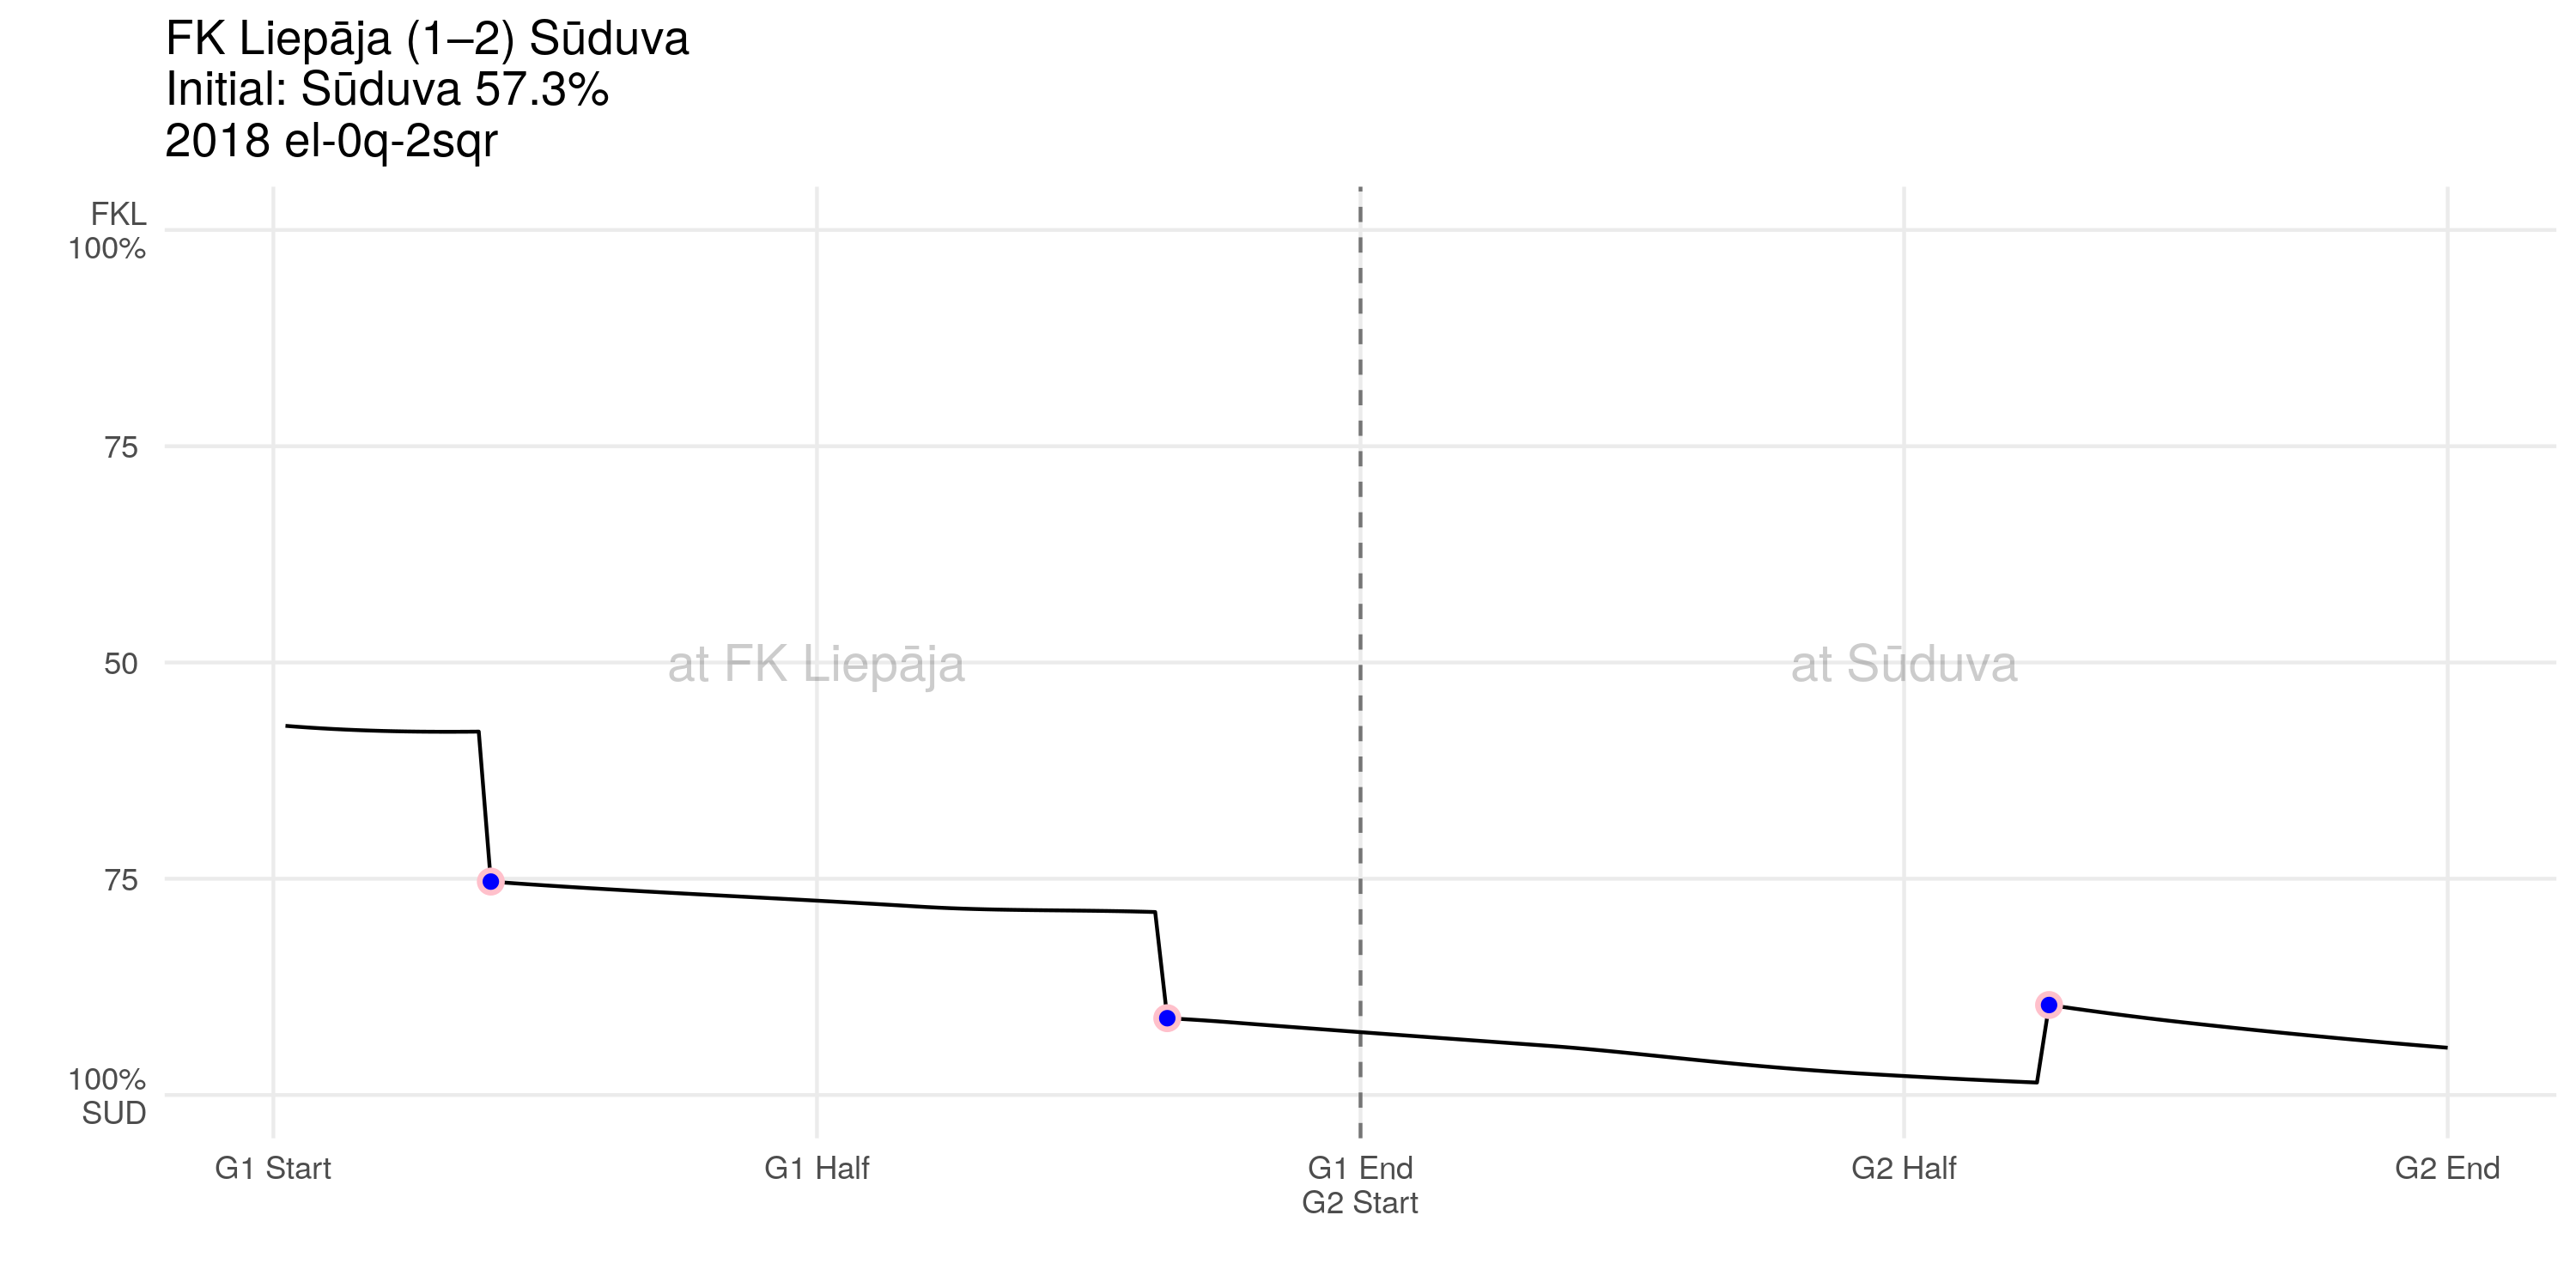 FK Liepāja (1–2) Sūduva
Initial: Sūduva 57.3%
2018 el-0q-2sqr
FKL
100%
75
50
75
100%
SUD
at FK Liepāja
at Sūduva
G1 Start
G1 Half
G1 End
G2 Start
G2 Half
G2 End